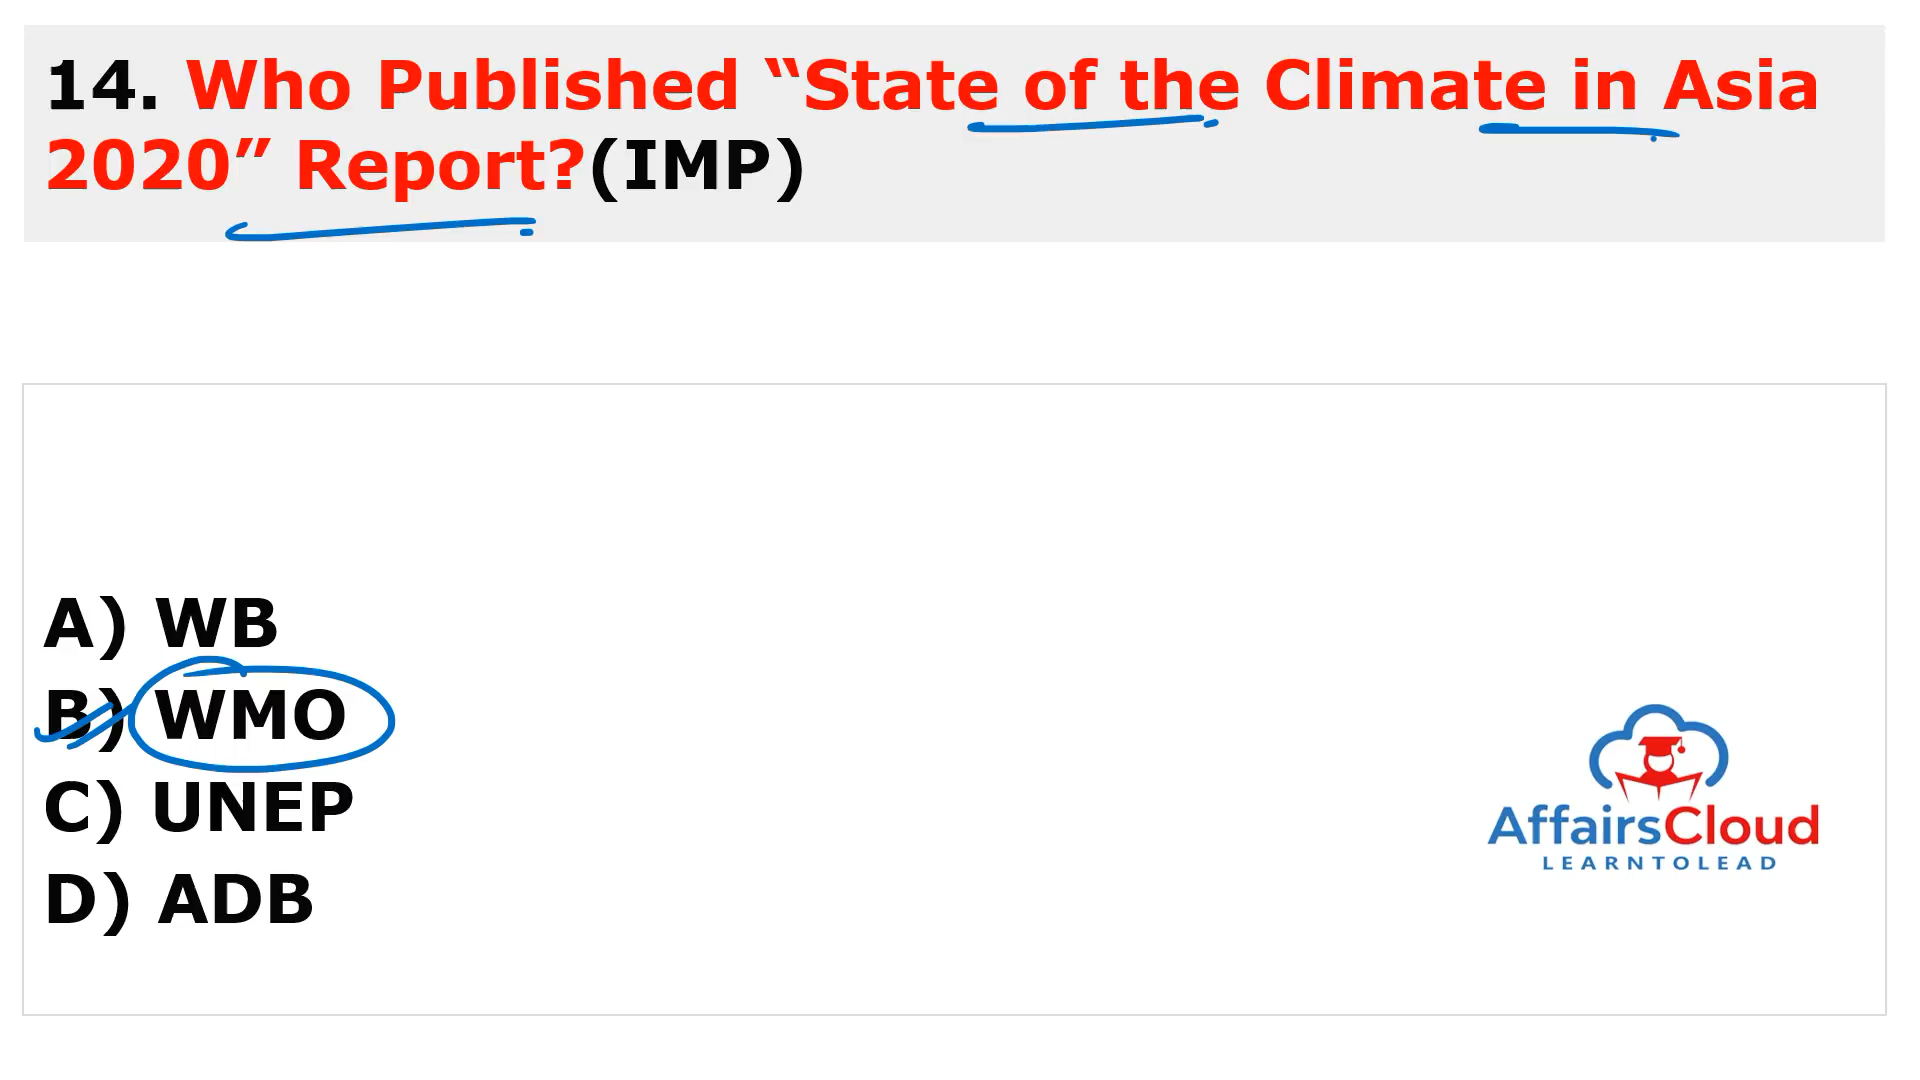 14. Who Published “State of the Climate in Asia
2020” Report?(IMP)
A) WB
B) WMO
C) UNEP
D) ADB
AffairsCloud
LEARNTOLEAD